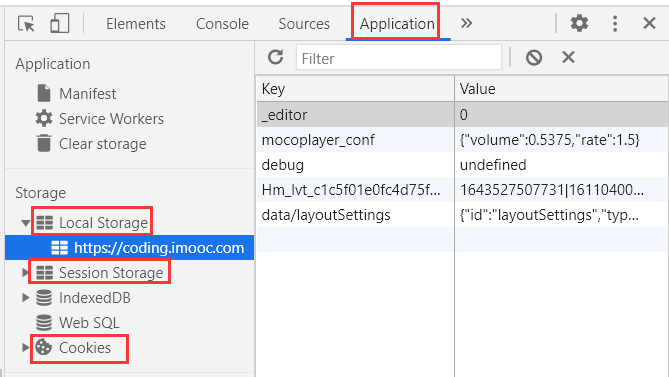 Elements Console Sources Application »
Application
Manifest
Service Workers
Clear storage
Storage
Local Storage
https://coding.imooc.com
Session Storage
IndexedDB
Web SQL
Cookies
Filter
Key Value
_editor 0
mocoplayer_conf {"volume":0.5375,"rate":1.5}
debug undefined
Hm_lvt_c1c5f01e0fc4d75f... 1643527507731|16110400...
data/layoutSettings {"id":"layoutSettings","typ...